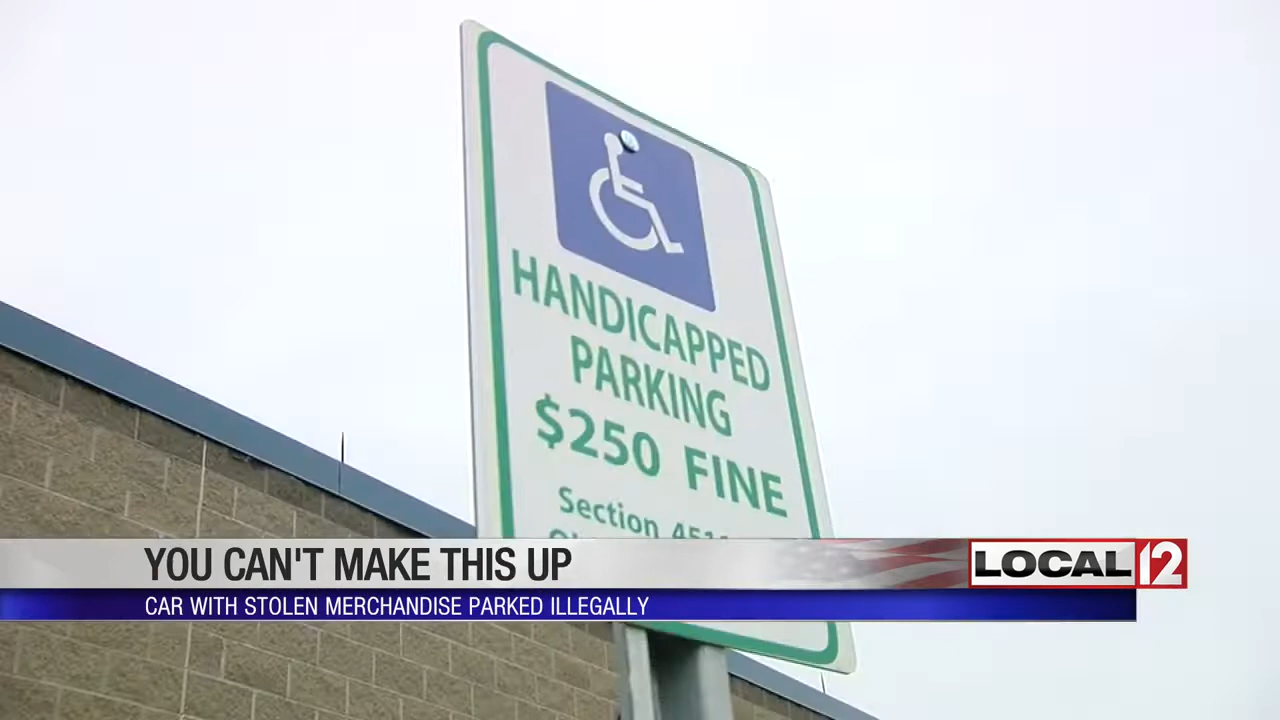 HANDICAPPED
PARKING
$250 FINE
Section
YOU CAN'T MAKE THIS UP
CAR WITH STOLEN MERCHANDISE PARKED ILLEGALLY
LOCAL 12